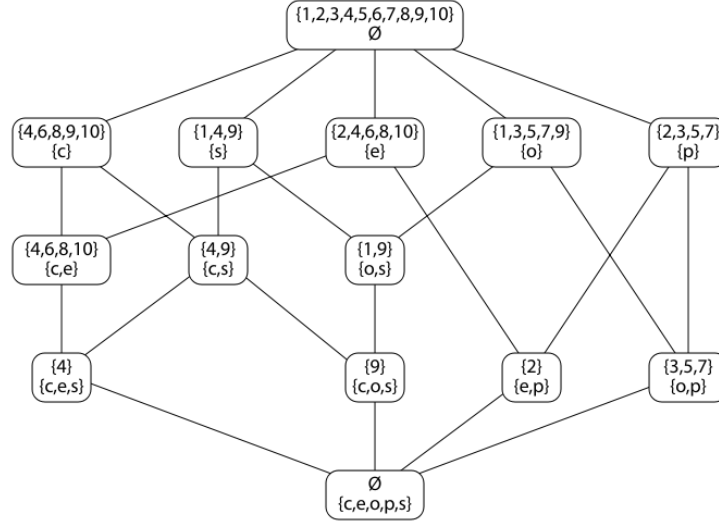 {1,2,3,4,5,6,7,8,9,10}
Ø
{4,6,8,9,10}
{c}
{1,4,9}
{s}
{2,4,6,8,10}
{e}
{1,3,5,7,9}
{o}
{2,3,5,7}
{p}
{4,6,8,10}
{c,e}
{4,9}
{c,s}
{1,9}
{o,s}
{4}
{c,e,s}
{9}
{c,o,s}
{2}
{e,p}
{3,5,7}
{o,p}
Ø
{c,e,o,p,s}